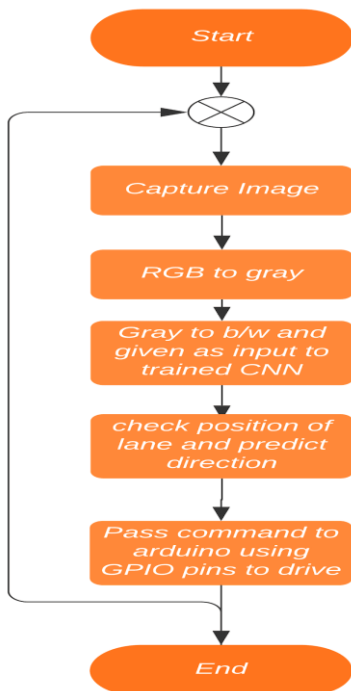 Start
Capture Image
RGB to gray
Gray to b/w and
given as input to
trained CNN
check position of
lane and predict
direction
Pass command to
arduino using
GPIO pins to drive
End